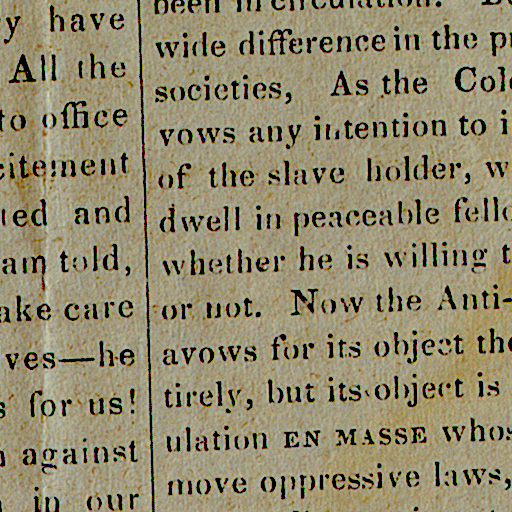 y have
All the
to office
citement
ted and
am told,
ake care
ves—he
s for us!
against
in our
been in circulation.
wide difference in the pr
societies, As the Colo
vows any intention to i
of the slave holder, w
dwell in peaceable fello
whether he is willing t
or not. Now the Anti-
avows for its object the
tirely, but its object is
ulation EN MASSE whos
move oppressive laws,